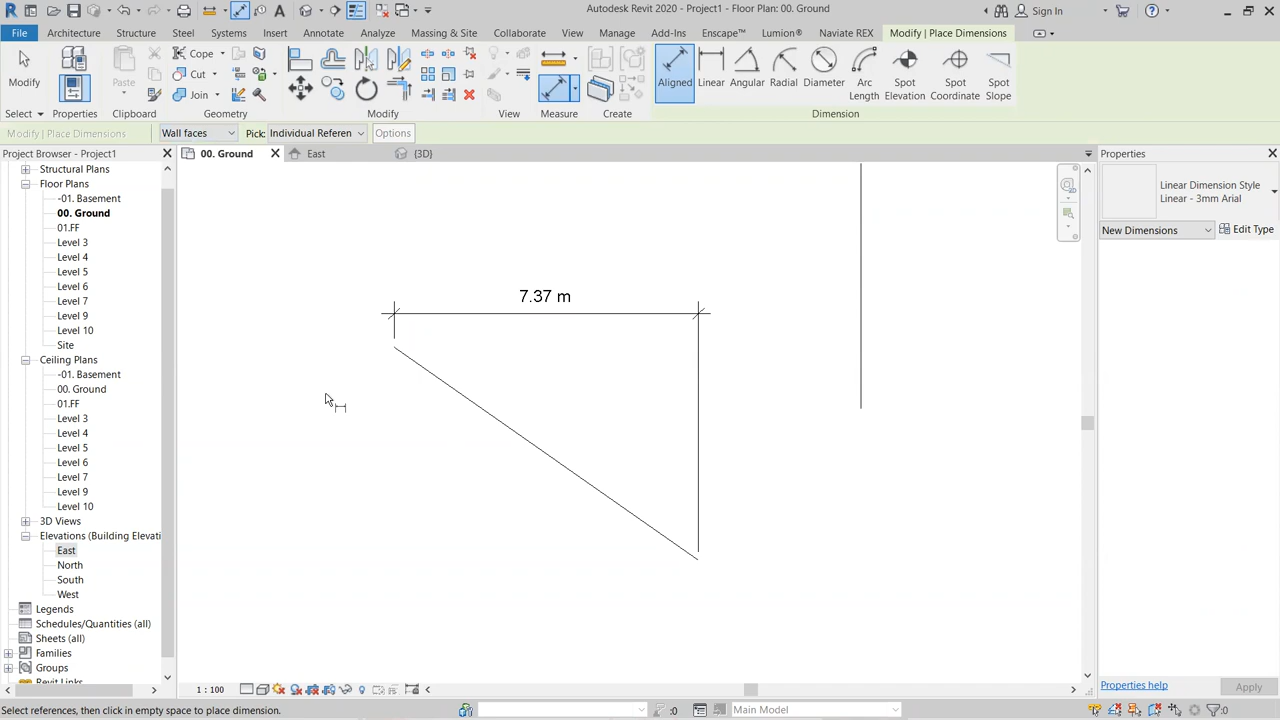 Autodesk Revit 2020 - Project1 - Floor Plan: 00. Ground
Sign In
File Architecture Structure Steel Systems Insert Annotate Analyze Massing & Site Collaborate View Manage Add-Ins Enscape™ Lumion® Naviate REX Modify | Place Dimensions
Modify
Paste
Cope
Cut
Join
Aligned Linear Angular Radial Diameter Arc Length Spot Elevation Spot Coordinate Spot Slope
Select Properties Clipboard Geometry Modify View Measure Create Dimension
Modify | Place Dimensions Wall faces Pick: Individual Referen Options
Project Browser - Project1
00. Ground East {3D}
Properties
Structural Plans
Floor Plans
-01. Basement
00. Ground
01.FF
Level 3
Level 4
Level 5
Level 6
Level 7
Level 9
Level 10
Site
Ceiling Plans
-01. Basement
00. Ground
01.FF
Level 3
Level 4
Level 5
Level 6
Level 7
Level 9
Level 10
3D Views
Elevations (Building Elevati
East
North
South
West
Legends
Schedules/Quantities (all)
Sheets (all)
Families
Groups
Revit Links
7.37 m
Linear Dimension Style
Linear - 3mm Arial
New Dimensions Edit Type
Properties help Apply
1 : 100
Select references, then click in empty space to place dimension.
:0 Main Model :0